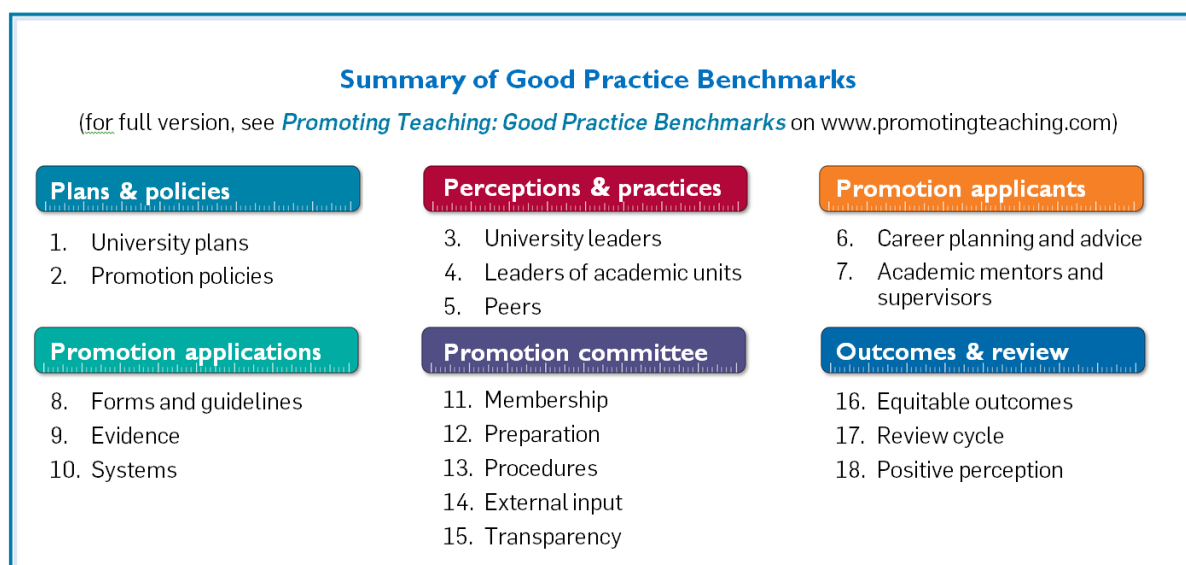 Summary of Good Practice Benchmarks
(for full version, see Promoting Teaching: Good Practice Benchmarks on www.promotingteaching.com)
Plans & policies
1. University plans
2. Promotion policies
Perceptions & practices
3. University leaders
4. Leaders of academic units
5. Peers
Promotion applicants
6. Career planning and advice
7. Academic mentors and
supervisors
Promotion applications
8. Forms and guidelines
9. Evidence
10. Systems
Promotion committee
11. Membership
12. Preparation
13. Procedures
14. External input
15. Transparency
Outcomes & review
16. Equitable outcomes
17. Review cycle
18. Positive perception